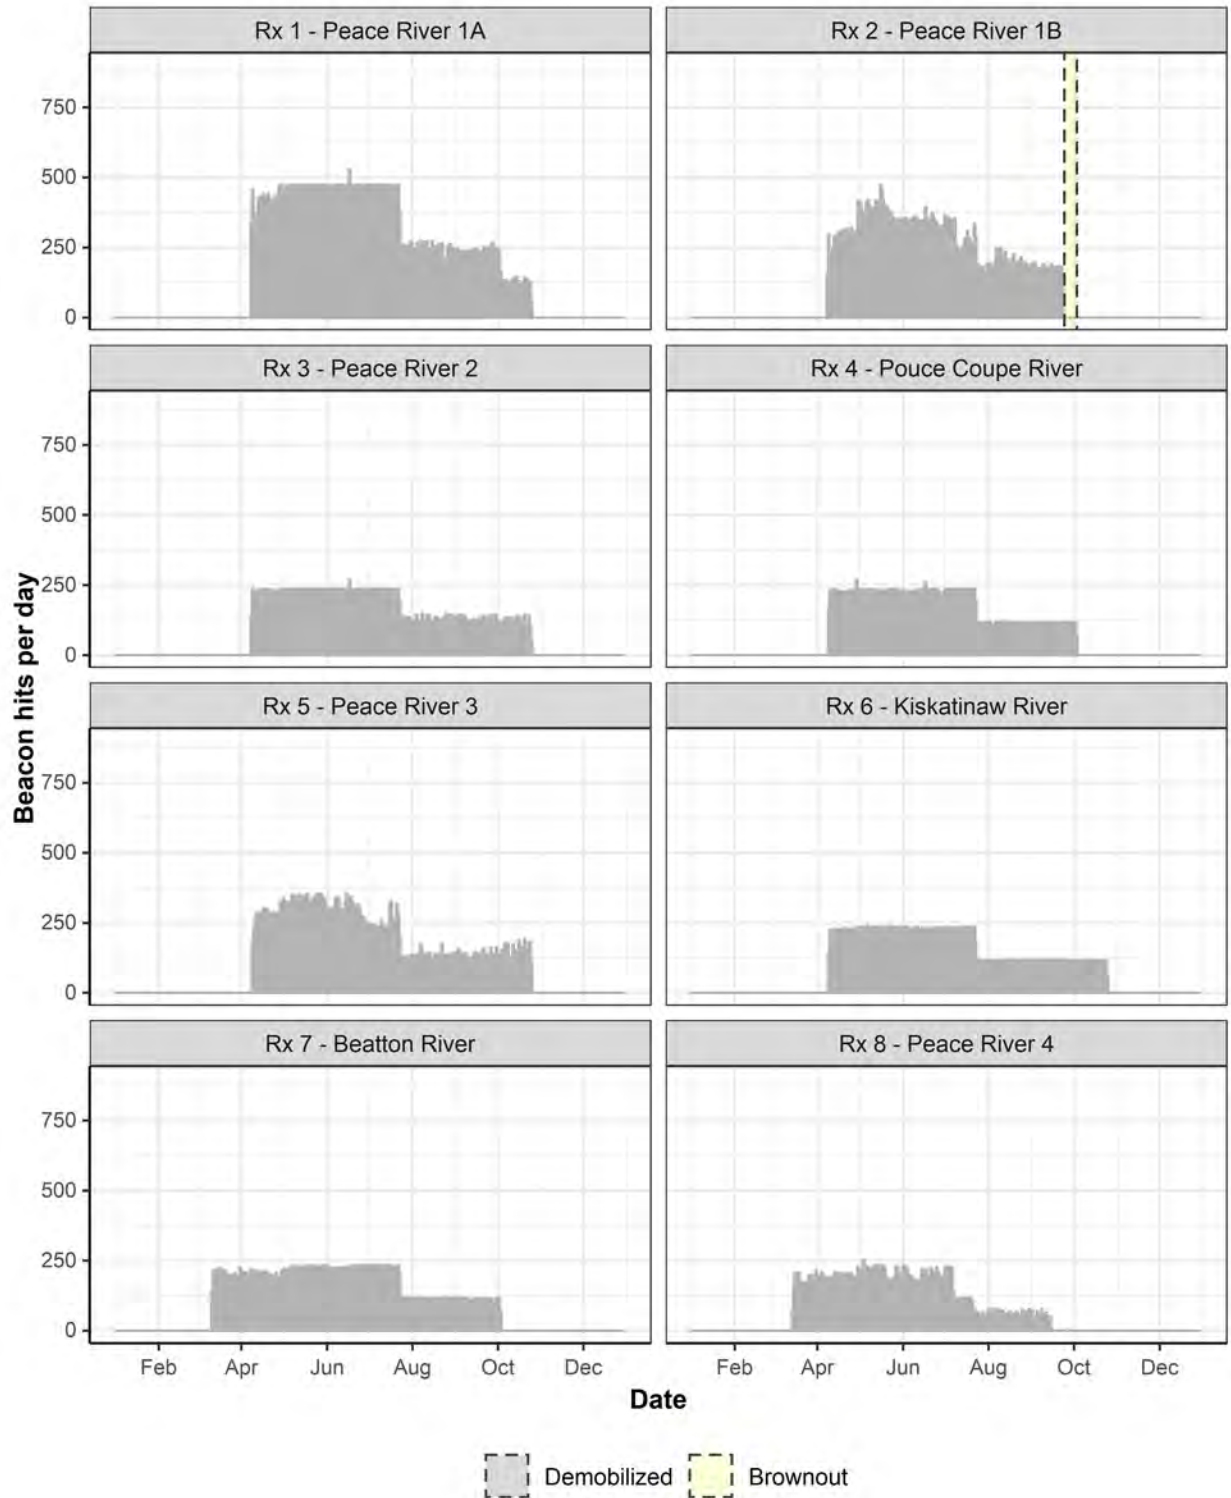 Rx 1 - Peace River 1A
Rx 2 - Peace River 1B
750
500
250
0
Rx 3 - Peace River 2
Rx 4 - Pouce Coupe River
750
500
250
0
Beacon hits per day
Rx 5 - Peace River 3
Rx 6 - Kiskatinaw River
750
500
250
0
Rx 7 - Beatton River
Rx 8 - Peace River 4
750
500
250
0
Feb Apr Jun Aug Oct Dec
Feb Apr Jun Aug Oct Dec
Date
Demobilized Brownout